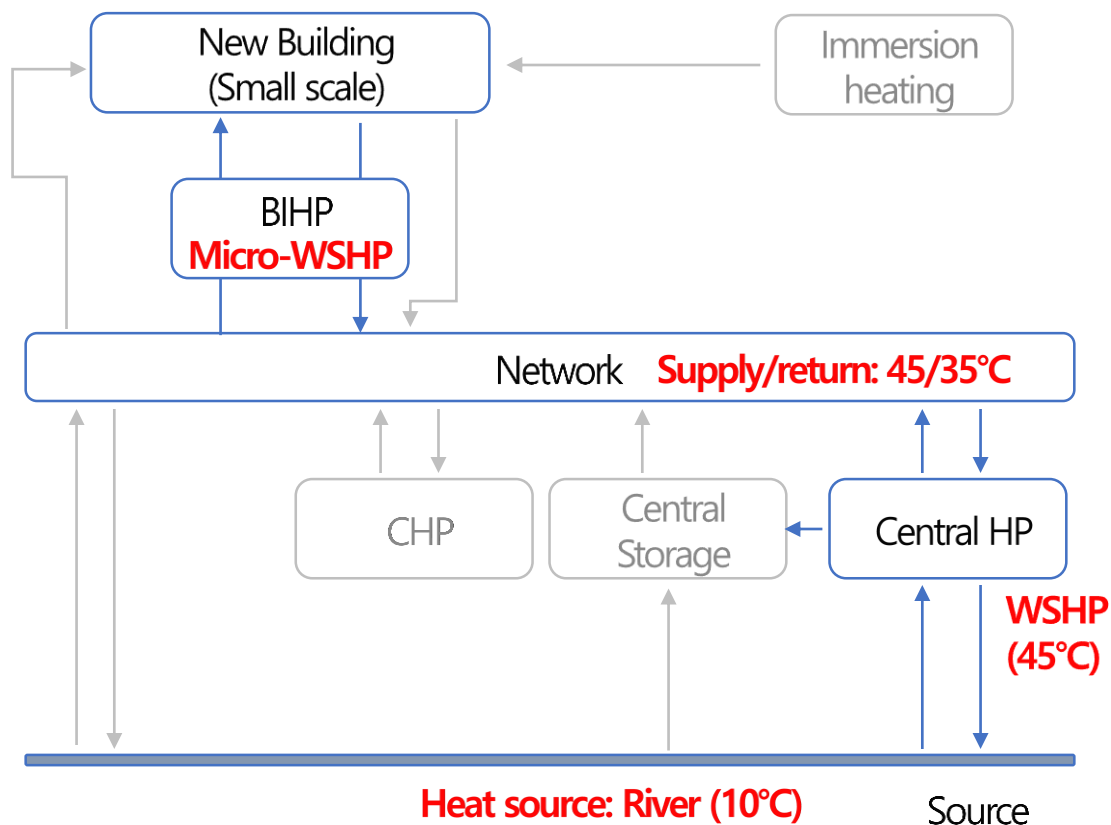 New Building
(Small scale)
Immersion
heating
BIHP
Micro-WSHP
Network Supply/return: 45/35°C
CHP
Central
Storage
Central HP
WSHP
(45°C)
Heat source: River (10°C)
Source